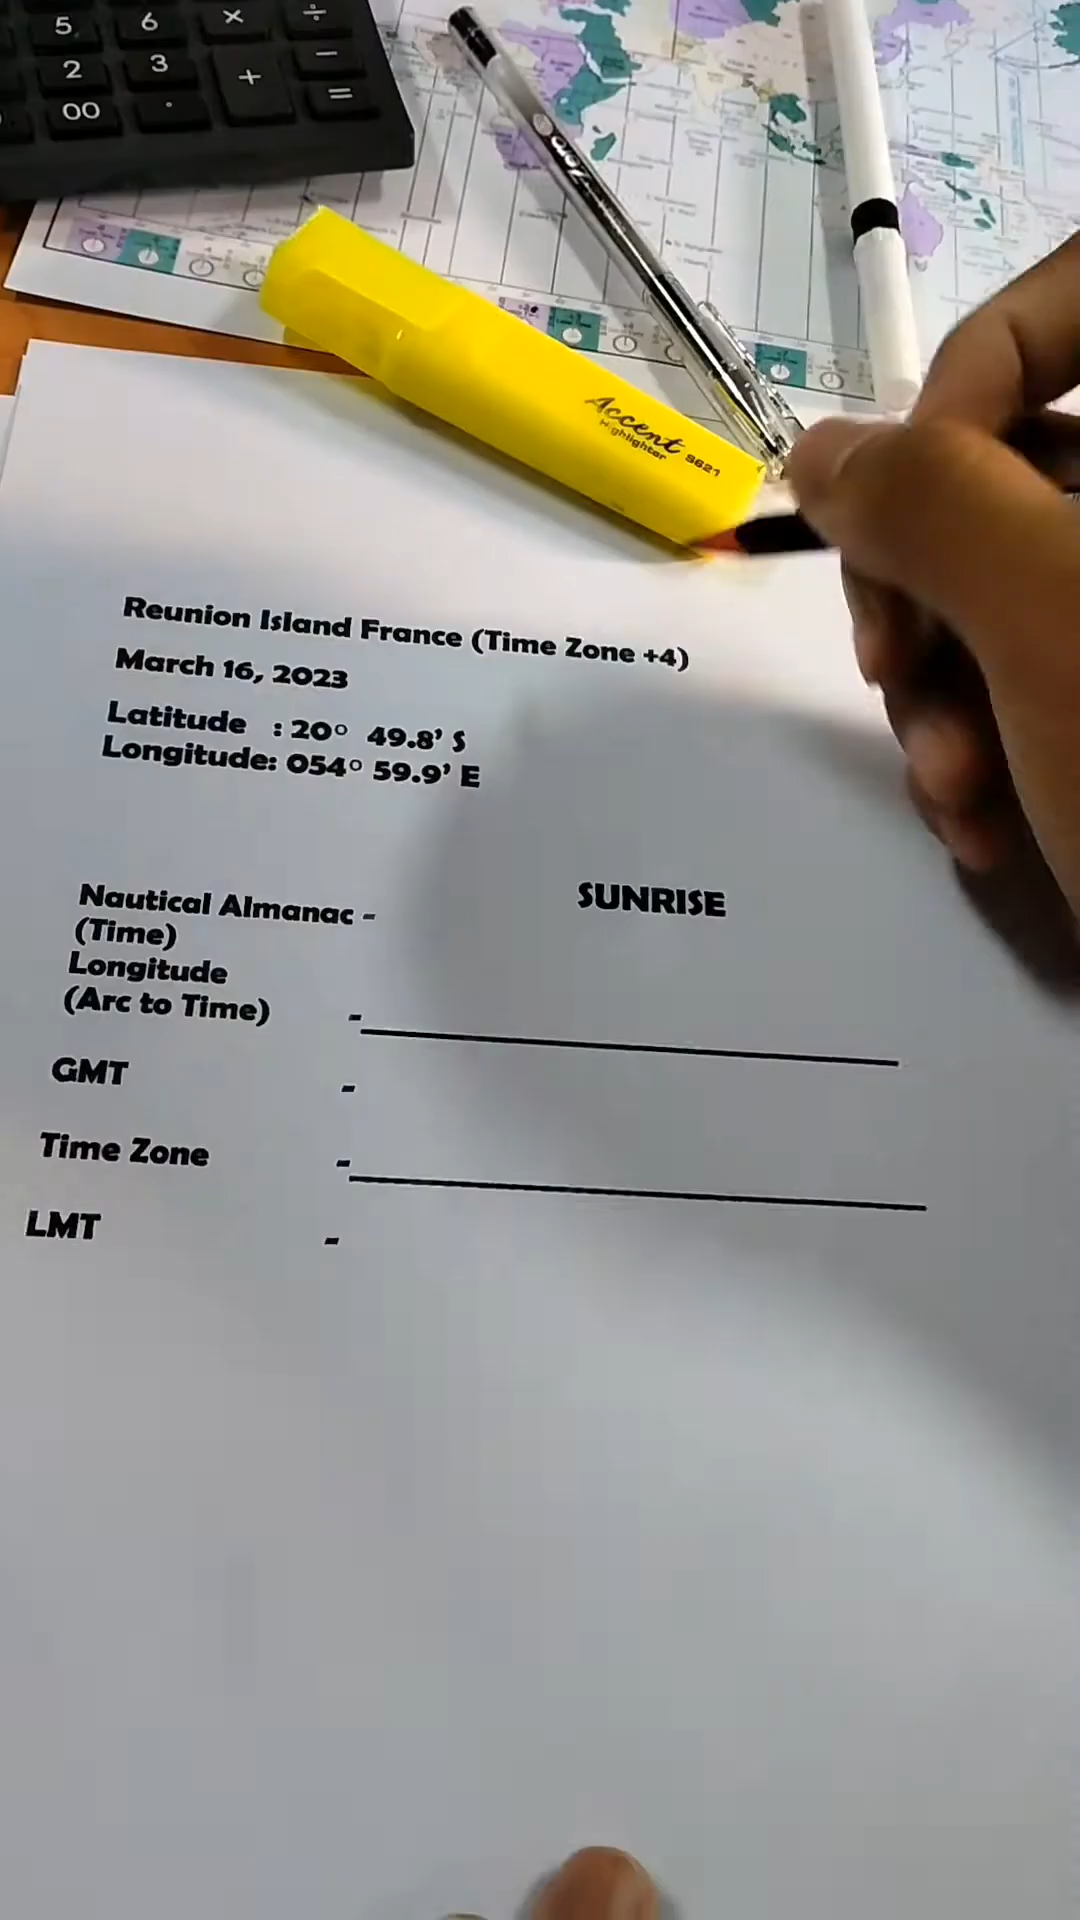 5 6 × ÷
2 3 + −
00 . =
Accent
Highlighter S621
Reunion Island France (Time Zone +4)
March 16, 2023
Latitude : 20° 49.8' S
Longitude: 054° 59.9' E
SUNRISE
Nautical Almanac -
(Time)
Longitude
(Arc to Time) -
GMT -
Time Zone -
LMT -